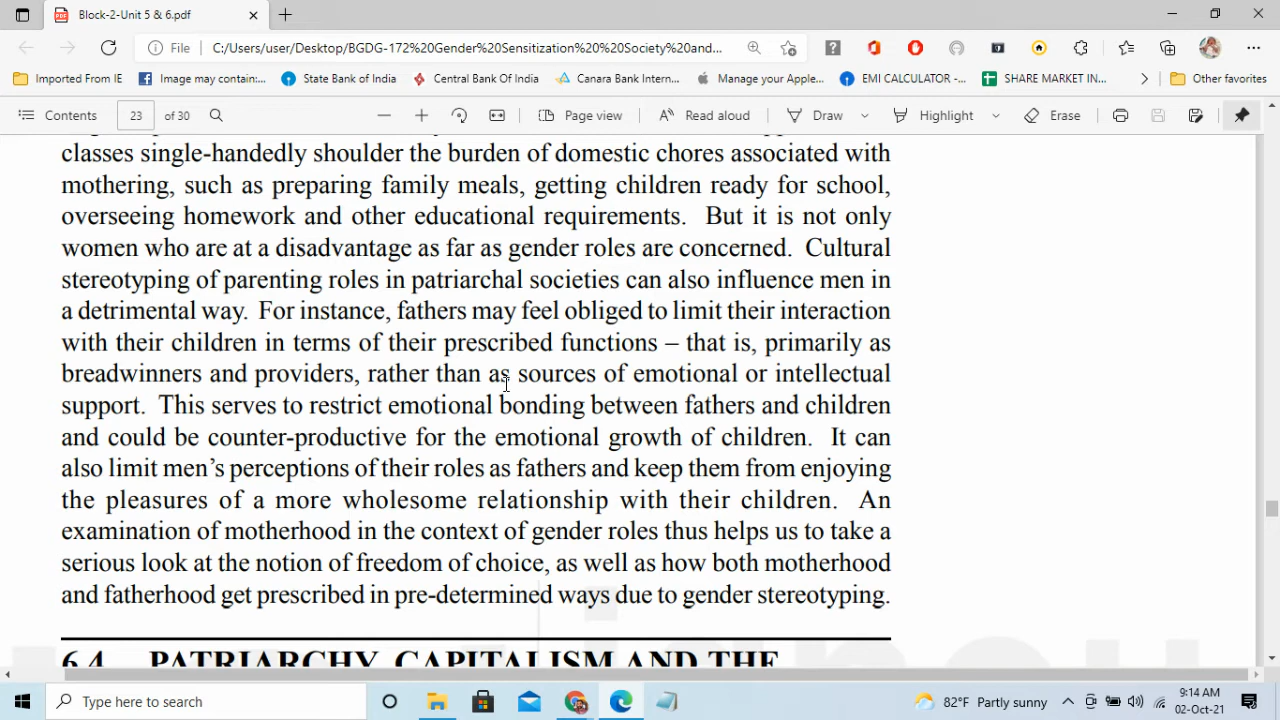 Block-2-Unit 5 & 6.pdf
File C:/Users/user/Desktop/BGDG-172%20Gender%20Sensitization%20%20Society%20and...
Imported From IE Image may contain:... State Bank of India Central Bank Of India Canara Bank Intern... Manage your Apple... EMI CALCULATOR -... SHARE MARKET IN... Other favorites
Contents 23 of 30 Page view Read aloud Draw Highlight Erase
classes single-handedly shoulder the burden of domestic chores associated with
mothering, such as preparing family meals, getting children ready for school,
overseeing homework and other educational requirements. But it is not only
women who are at a disadvantage as far as gender roles are concerned. Cultural
stereotyping of parenting roles in patriarchal societies can also influence men in
a detrimental way. For instance, fathers may feel obliged to limit their interaction
with their children in terms of their prescribed functions – that is, primarily as
breadwinners and providers, rather than as sources of emotional or intellectual
support. This serves to restrict emotional bonding between fathers and children
and could be counter-productive for the emotional growth of children. It can
also limit men's perceptions of their roles as fathers and keep them from enjoying
the pleasures of a more wholesome relationship with their children. An
examination of motherhood in the context of gender roles thus helps us to take a
serious look at the notion of freedom of choice, as well as how both motherhood
and fatherhood get prescribed in pre-determined ways due to gender stereotyping.
6.4 PATRIARCHY, CAPITALISM AND THE
Type here to search 82°F Partly sunny 9:14 AM
02-Oct-21